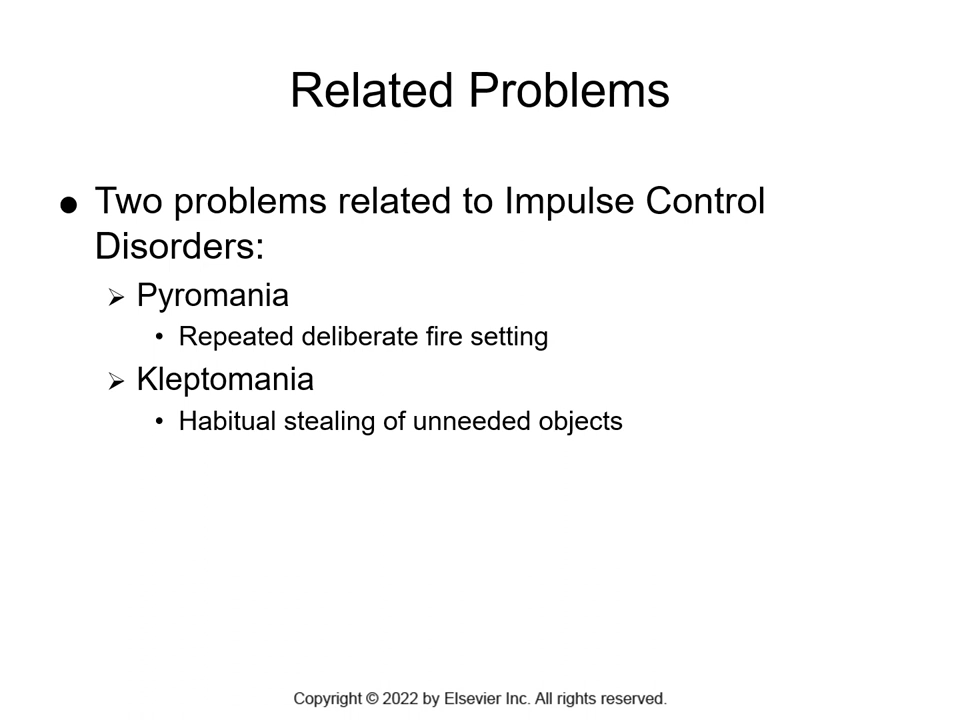 Related Problems
● Two problems related to Impulse Control
Disorders:
➢ Pyromania
• Repeated deliberate fire setting
➢ Kleptomania
• Habitual stealing of unneeded objects
Copyright © 2022 by Elsevier Inc. All rights reserved.